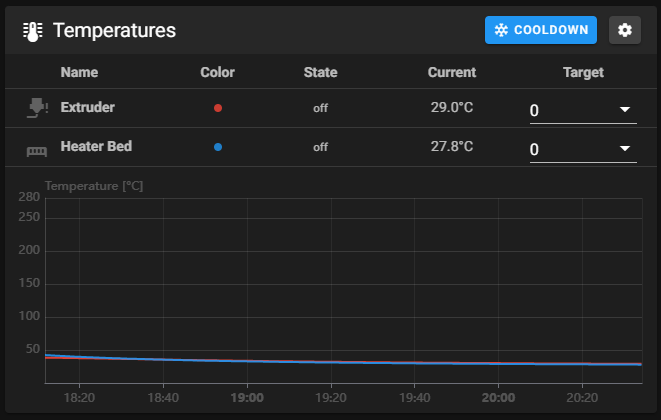 Temperatures COOLDOWN
Name Color State Current Target
Extruder off 29.0°C 0
Heater Bed off 27.8°C 0
Temperature [°C]
280
250
200
150
100
50
18:20 18:40 19:00 19:20 19:40 20:00 20:20